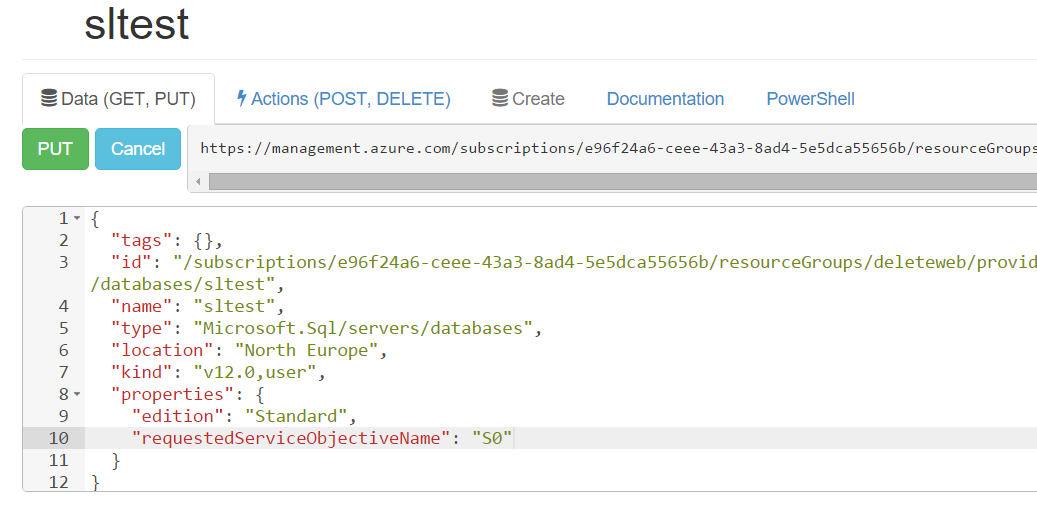 sltest
Data (GET, PUT) Actions (POST, DELETE) Create Documentation PowerShell
PUT Cancel https://management.azure.com/subscriptions/e96f24a6-ceee-43a3-8ad4-5e5dca55656b/resourceGroups
1 {
2 "tags": {},
3 "id": "/subscriptions/e96f24a6-ceee-43a3-8ad4-5e5dca55656b/resourceGroups/deleteweb/provid
/databases/sltest",
4 "name": "sltest",
5 "type": "Microsoft.Sql/servers/databases",
6 "location": "North Europe",
7 "kind": "v12.0,user",
8 "properties": {
9 "edition": "Standard",
10 "requestedServiceObjectiveName": "S0"
11 }
12 }